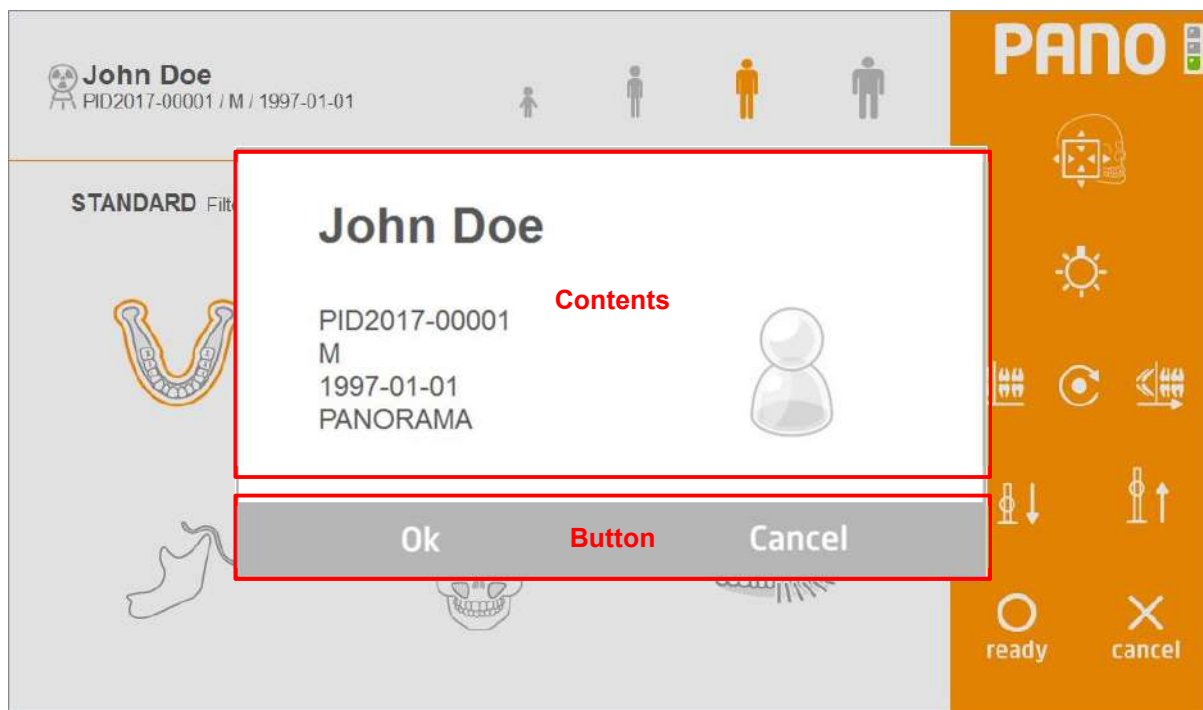 John Doe
PID2017-00001 / M / 1997-01-01
PANO
STANDARD Filte
John Doe
Contents
PID2017-00001
M
1997-01-01
PANORAMA
Ok Button Cancel
ready cancel